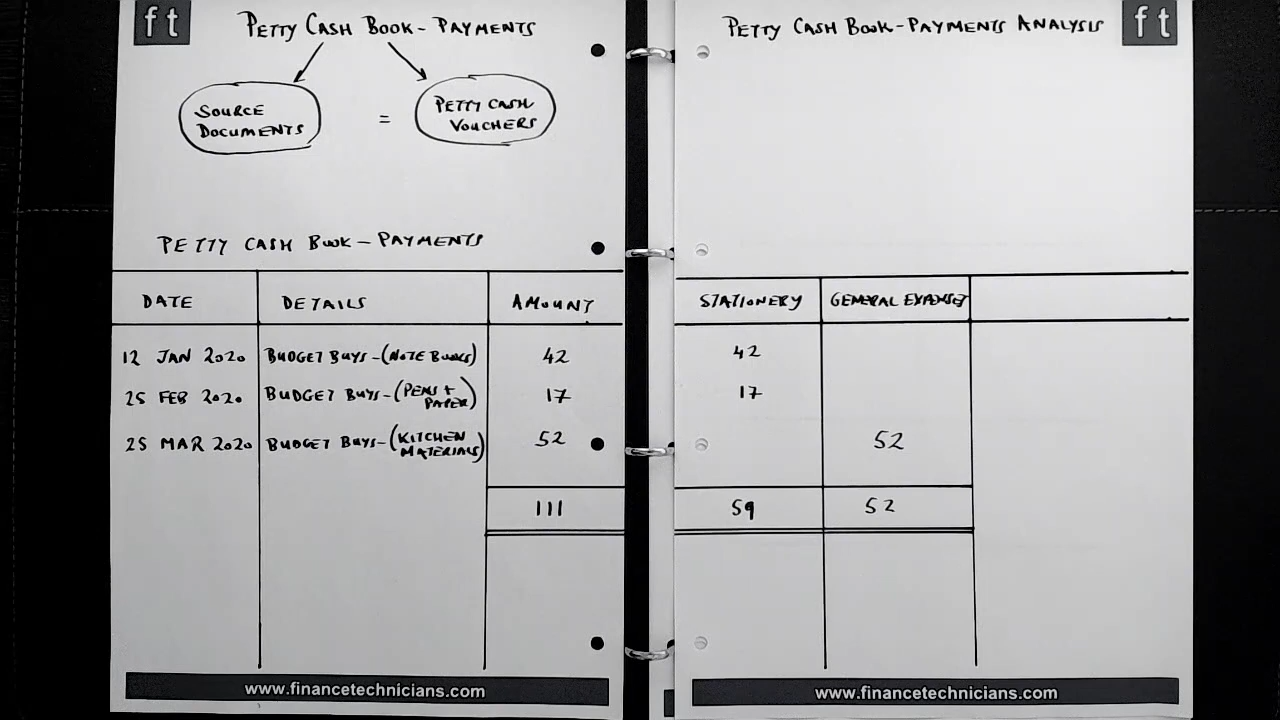 ft
PETTY CASH BOOK - PAYMENTS
SOURCE
DOCUMENTS
=
PETTY CASH
VOUCHERS
PETTY CASH BOOK - PAYMENTS
DATE DETAILS AMOUNT
12 JAN 2020 BUDGET BUYS - (NOTE BOOKS) 42
25 FEB 2020 BUDGET BUYS - (PENS + PAPER) 17
25 MAR 2020 BUDGET BUYS - (KITCHEN MATERIALS) 52
111
www.financetechnicians.com
PETTY CASH BOOK - PAYMENTS ANALYSIS
ft
STATIONERY GENERAL EXPENSES
42
17
52
59 52
www.financetechnicians.com